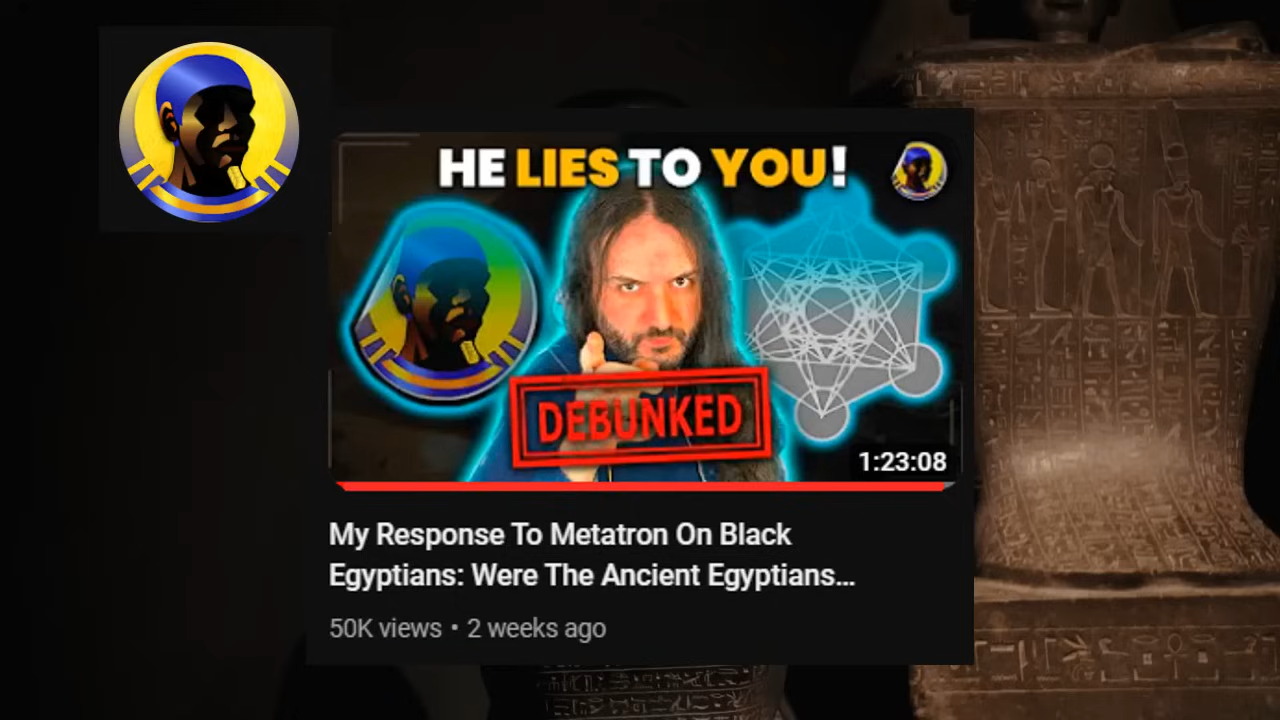 HE LIES TO YOU!
DEBUNKED
1:23:08
My Response To Metatron On Black
Egyptians: Were The Ancient Egyptians...
50K views • 2 weeks ago